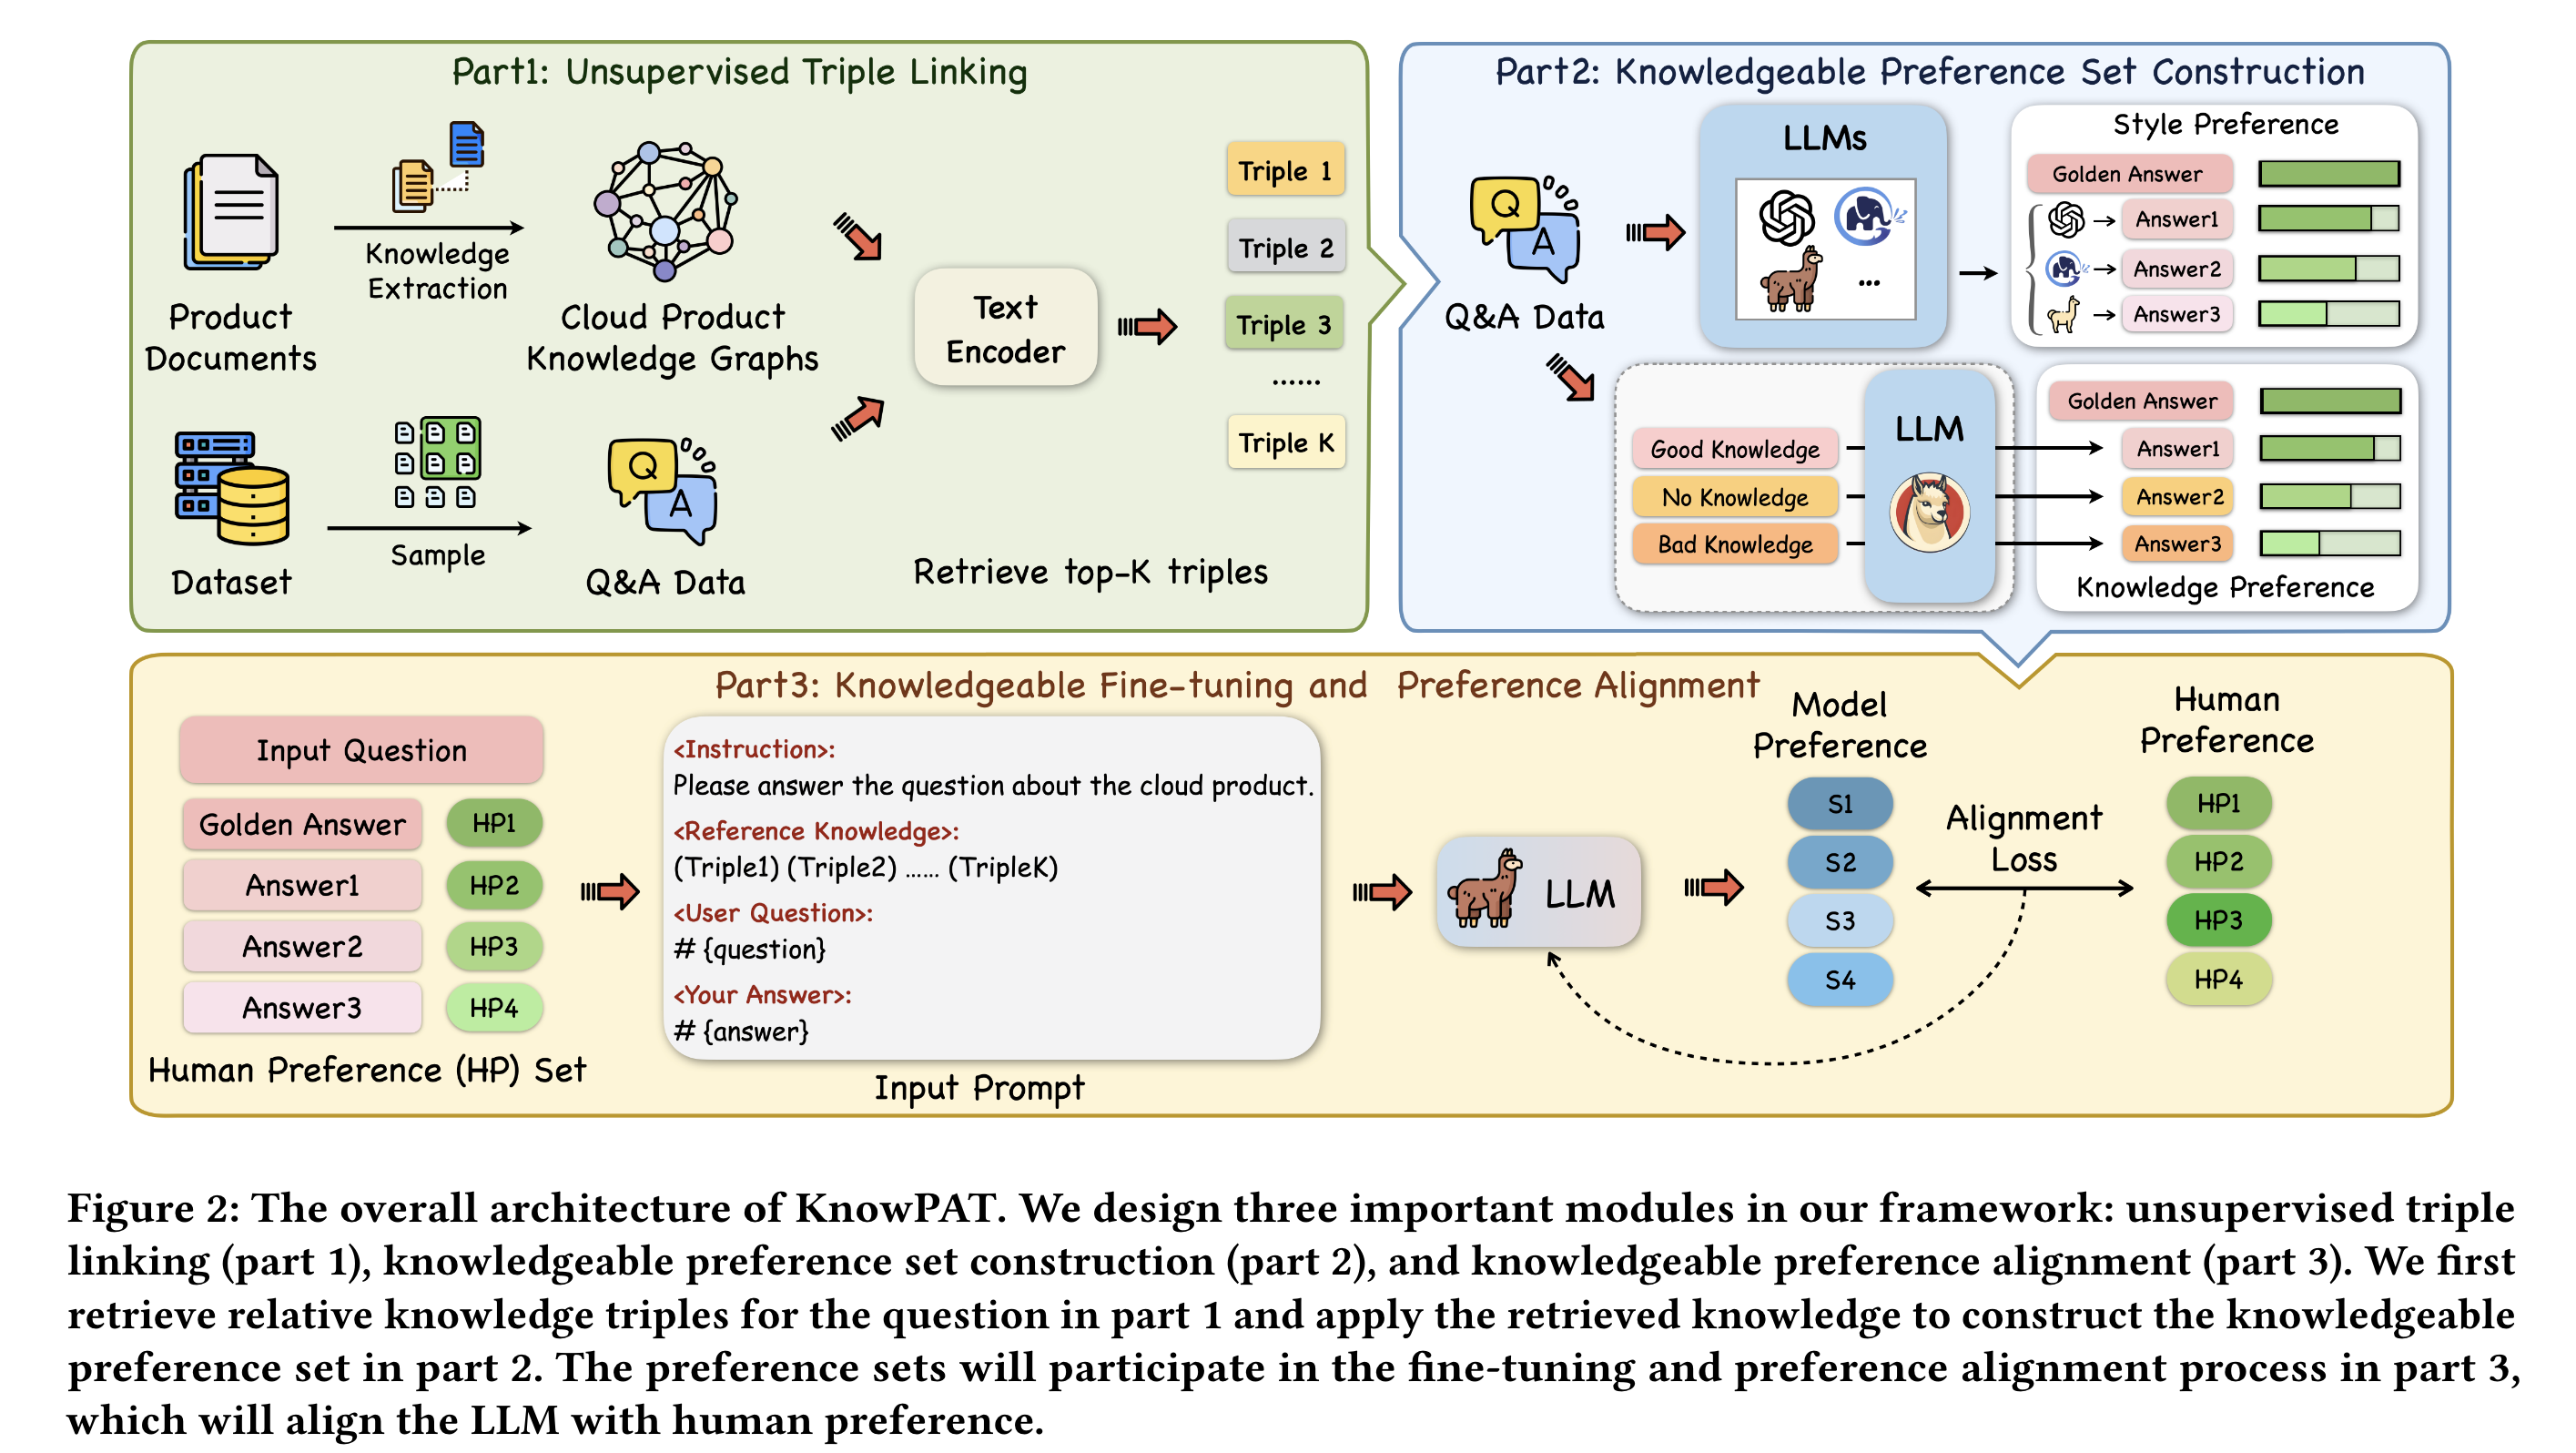 Part1: Unsupervised Triple Linking
Product
Documents
Knowledge
Extraction
Cloud Product
Knowledge Graphs
Dataset
Sample
Q
A
Q&A Data
Text
Encoder
Triple 1
Triple 2
Triple 3
......
Triple K
Retrieve top-K triples
Part2: Knowledgeable Preference Set Construction
Q
A
Q&A Data
LLMs
...
Style Preference
Golden Answer
Answer1
Answer2
Answer3
Good Knowledge
No Knowledge
Bad Knowledge
LLM
Golden Answer
Answer1
Answer2
Answer3
Knowledge Preference
Part3: Knowledgeable Fine-tuning and Preference Alignment
Input Question
Golden Answer HP1
Answer1 HP2
Answer2 HP3
Answer3 HP4
Human Preference (HP) Set
<Instruction>:
Please answer the question about the cloud product.
<Reference Knowledge>:
(Triple1) (Triple2) ...... (TripleK)
<User Question>:
# {question}
<Your Answer>:
# {answer}
Input Prompt
LLM
Model
Preference
S1
S2
S3
S4
Alignment
Loss
Human
Preference
HP1
HP2
HP3
HP4
Figure 2: The overall architecture of KnowPAT. We design three important modules in our framework: unsupervised triple
linking (part 1), knowledgeable preference set construction (part 2), and knowledgeable preference alignment (part 3). We first
retrieve relative knowledge triples for the question in part 1 and apply the retrieved knowledge to construct the knowledgeable
preference set in part 2. The preference sets will participate in the fine-tuning and preference alignment process in part 3,
which will align the LLM with human preference.